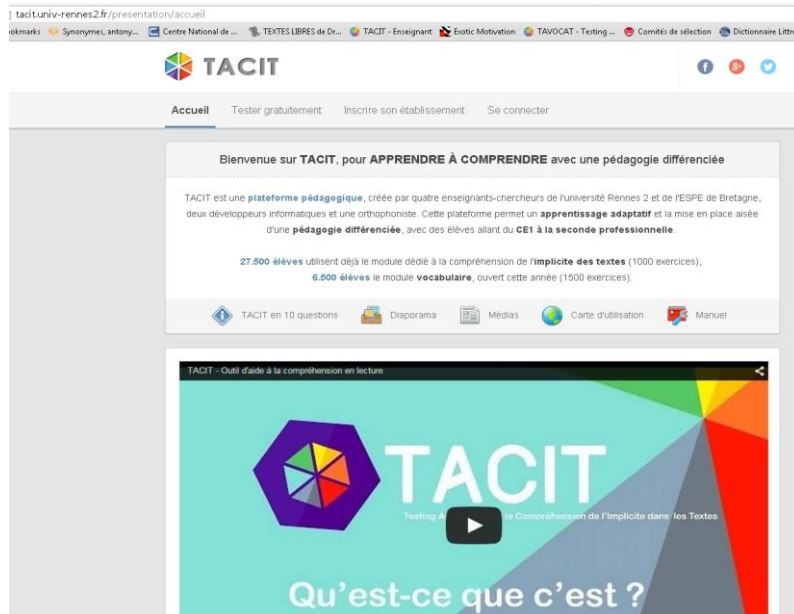 tacit.univ-rennes2.fr/presentation/accueil
okmarks Synonymes, antony... Centre National de ... TEXTES LIBRES de Dr... TACIT - Enseignant Exotic Motivation TAVOCAT - Testing ... Comités de sélection Dictionnaire Littré
TACIT
Accueil Tester gratuitement Inscrire son établissement Se connecter
Bienvenue sur TACIT, pour APPRENDRE À COMPRENDRE avec une pédagogie différenciée
TACIT est une plateforme pédagogique, créée par quatre enseignants-chercheurs de l'université Rennes 2 et de l'ESPE de Bretagne,
deux développeurs informatiques et une orthophoniste. Cette plateforme permet un apprentissage adaptatif et la mise en place aisée
d'une pédagogie différenciée, avec des élèves allant du CE1 à la seconde professionnelle.
27.500 élèves utilisent déjà le module dédié à la compréhension de l'implicite des textes (1000 exercices),
6.500 élèves le module vocabulaire, ouvert cette année (1500 exercices).
TACIT en 10 questions Diaporama Médias Carte d'utilisation Manuel
TACIT - Outil d'aide à la compréhension en lecture
TACIT
Testing A la Compréhension de l'Implicite dans les Textes
Qu'est-ce que c'est ?